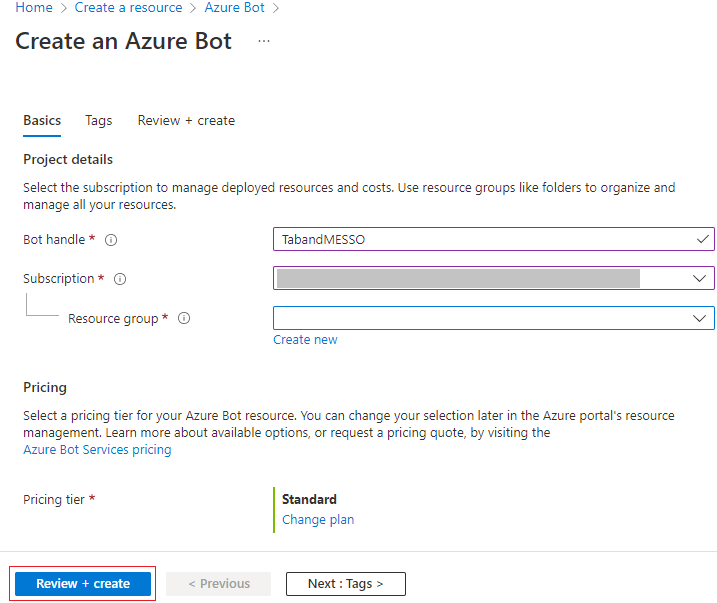 Home > Create a resource > Azure Bot >
Create an Azure Bot ...
Basics Tags Review + create
Project details
Select the subscription to manage deployed resources and costs. Use resource groups like folders to organize and
manage all your resources.
Bot handle *
TabandMESSO
Subscription *
Resource group *
Create new
Pricing
Select a pricing tier for your Azure Bot resource. You can change your selection later in the Azure portal's resource
management. Learn more about available options, or request a pricing quote, by visiting the
Azure Bot Services pricing
Pricing tier *
Standard
Change plan
Review + create < Previous Next : Tags >